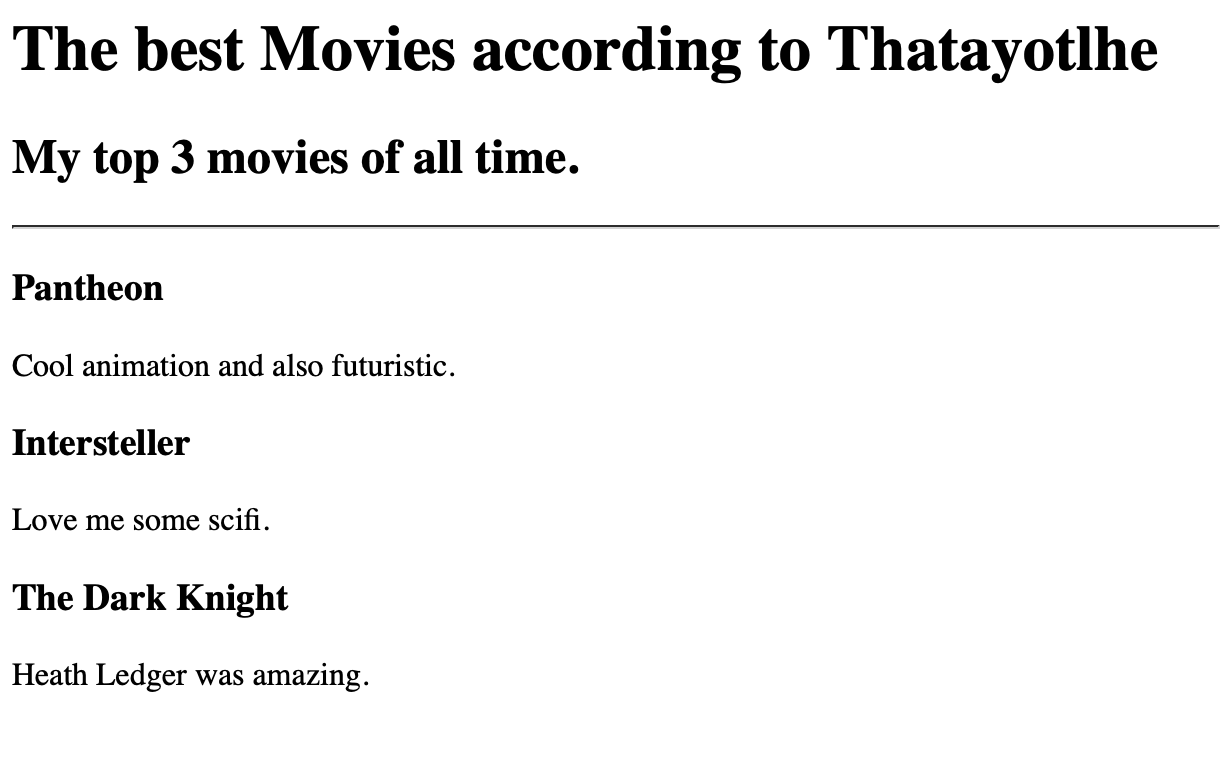 The best Movies according to Thatayotlhe
My top 3 movies of all time.
Pantheon
Cool animation and also futuristic.
Intersteller
Love me some scifi.
The Dark Knight
Heath Ledger was amazing.